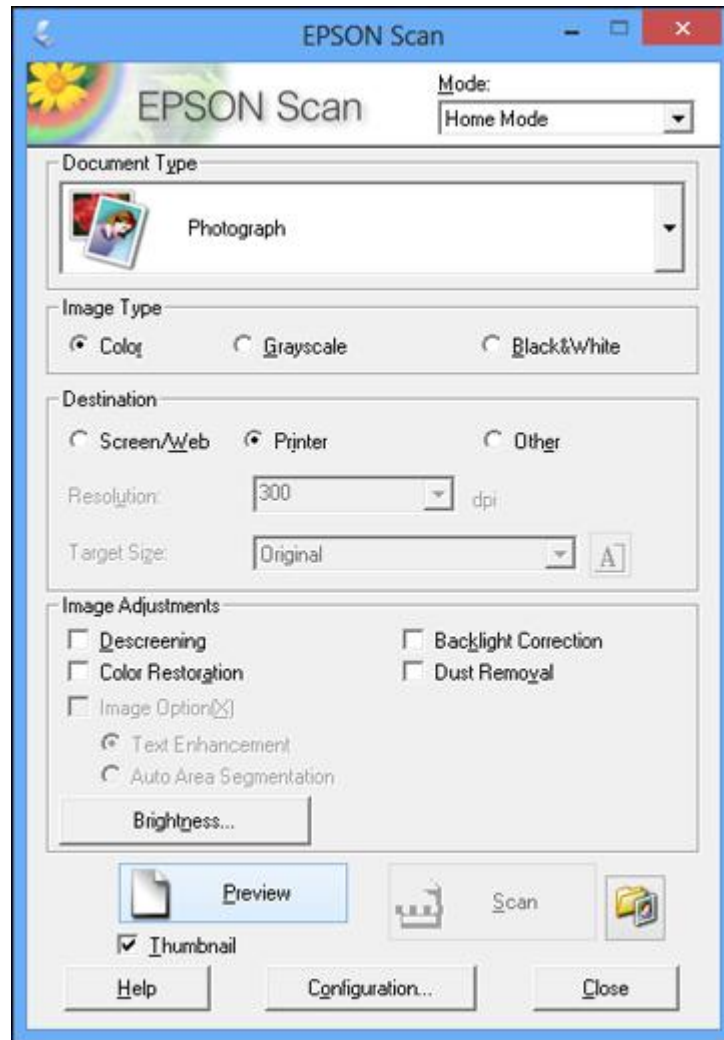 EPSON Scan
EPSON Scan
Mode:
Home Mode
Document Type
Photograph
Image Type
Color Grayscale Black&White
Destination
Screen/Web Printer Other
Resolution: 300 dpi
Target Size: Original A
Image Adjustments
Descreening Backlight Correction
Color Restoration Dust Removal
Image Option(X)
Text Enhancement
Auto Area Segmentation
Brightness...
Preview Scan
Thumbnail
Help Configuration... Close